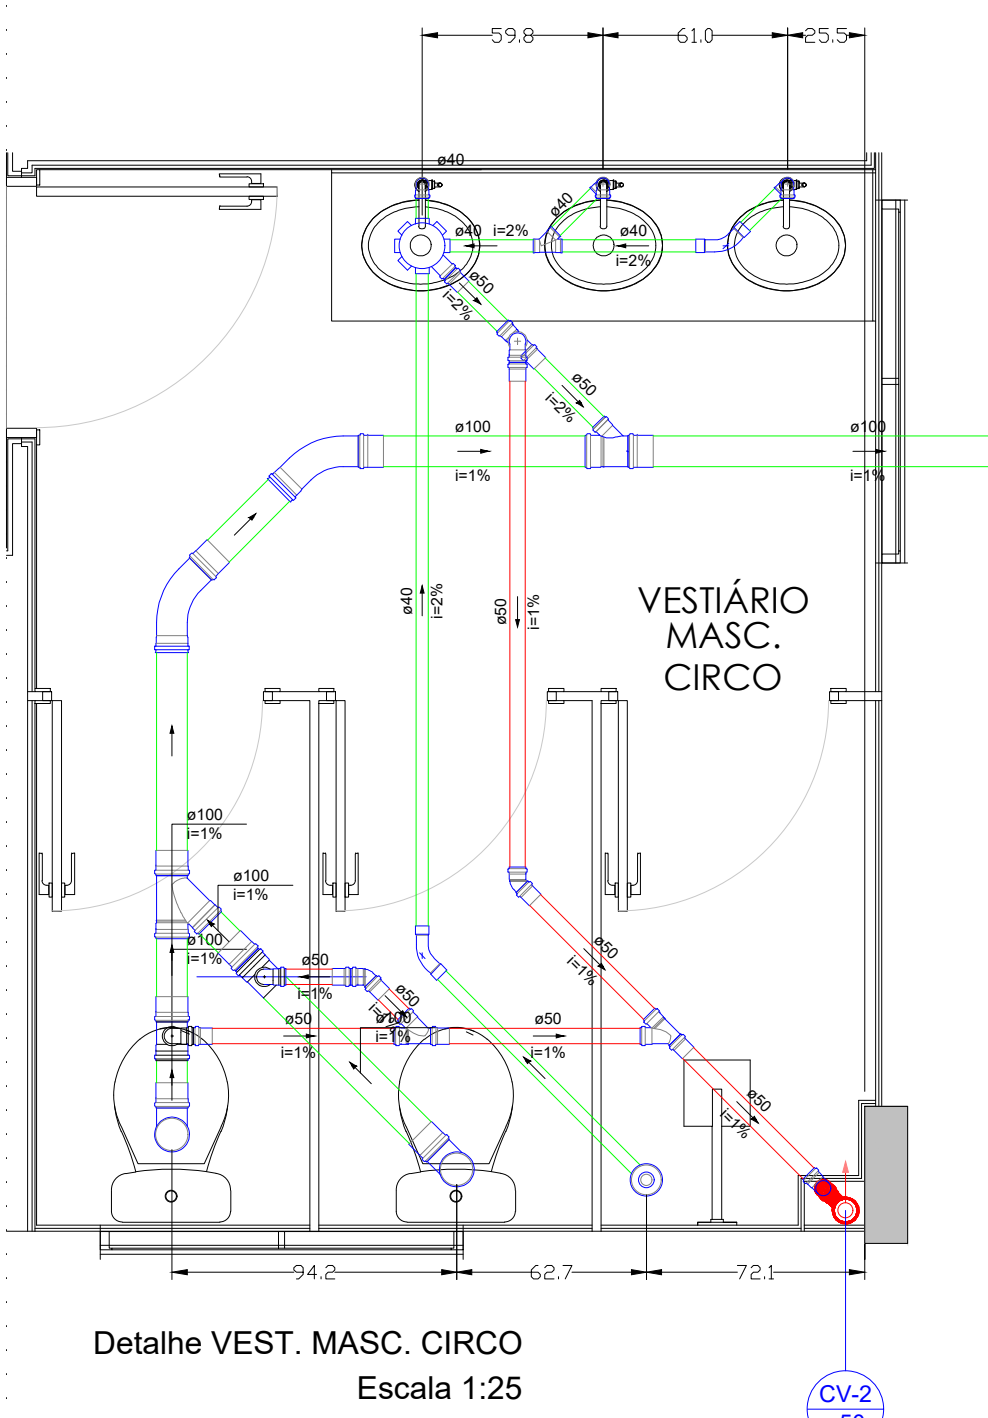 59.8
61.0
25.5
ø40
ø40
ø40
i=2%
ø40
i=2%
ø50
i=2%
ø50
i=2%
ø100
i=1%
ø100
i=1%
ø40
i=2%
ø50
i=1%
VESTIÁRIO
MASC.
CIRCO
ø100
i=1%
ø100
i=1%
ø100
i=1%
ø50
i=1%
ø50
i=1%
ø50
i=1%
ø100
i=1%
ø50
i=1%
ø50
i=1%
ø50
i=1%
94.2
62.7
72.1
Detalhe VEST. MASC. CIRCO
Escala 1:25
CV-2